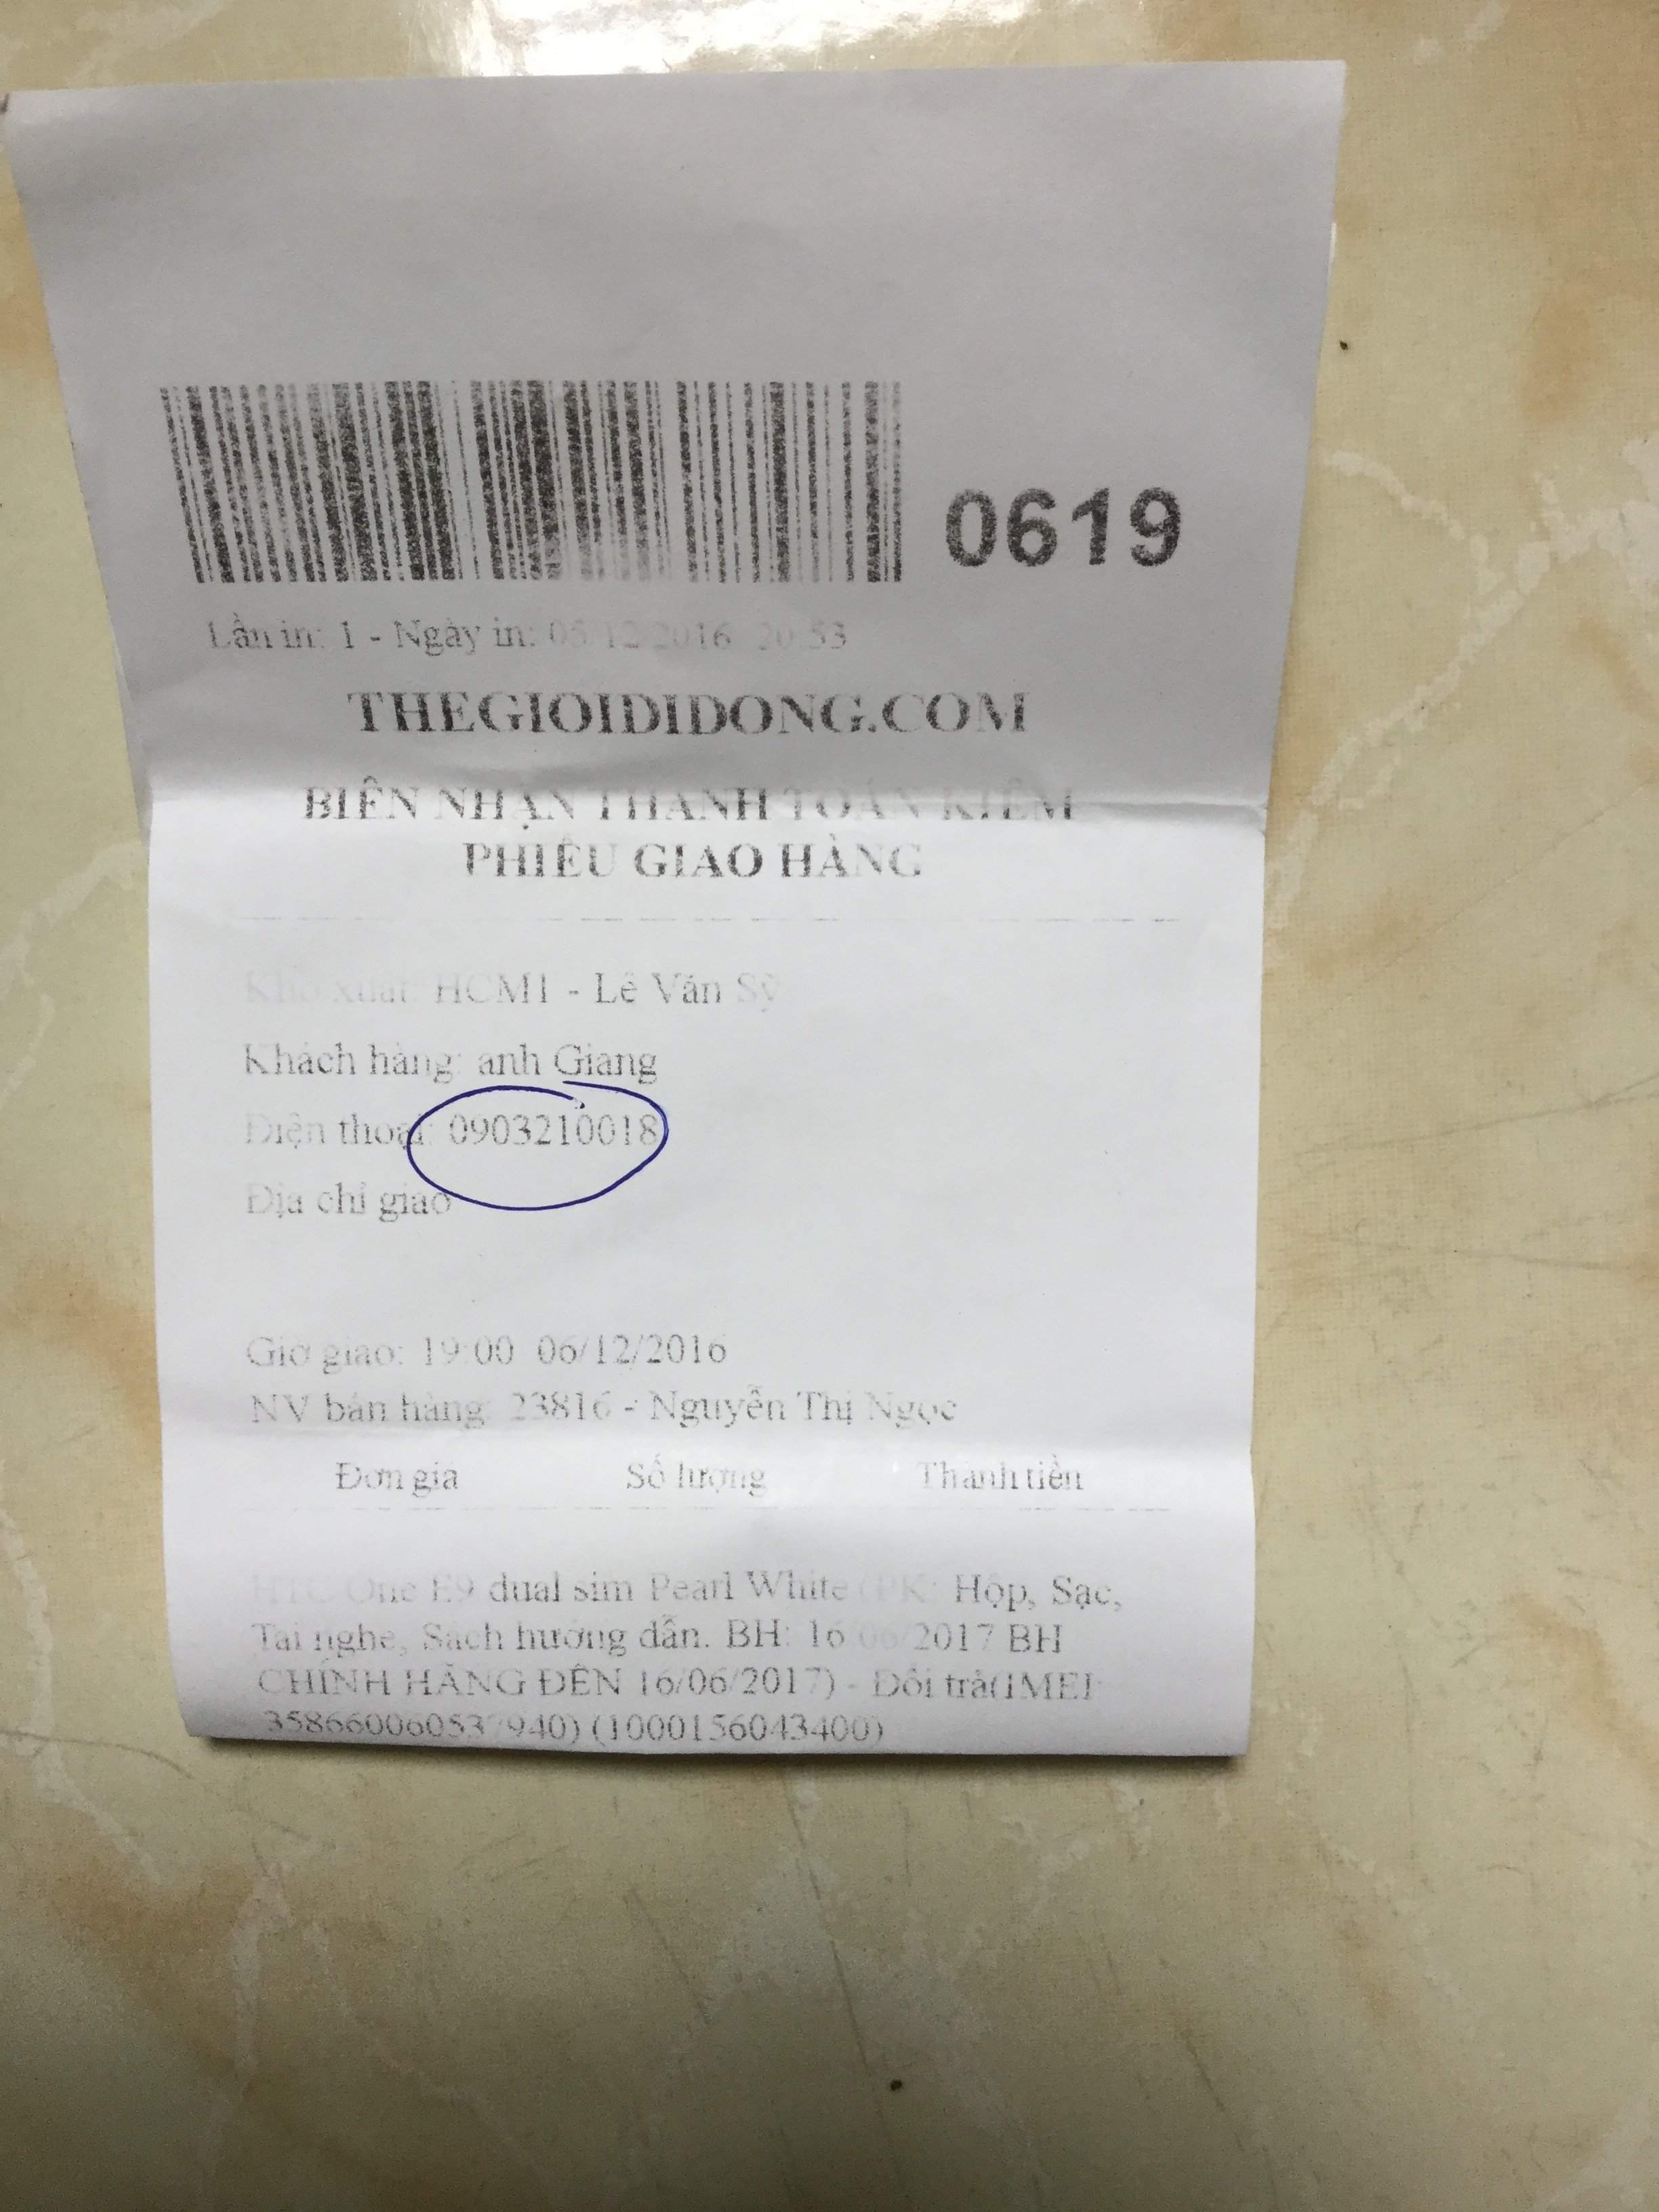 0619
Lần in: 1 - Ngày in: 05/12/2016 20:53
THEGIOIDIDONG.COM
BIÊN NHẬN THANH TOÁN KIÊM
PHIẾU GIAO HÀNG
Kho xuất: HCM1 - Lê Văn Sỹ
Khách hàng: anh Giang
Điện thoại: 0903210018
Địa chỉ giao
Giờ giao: 19:00 06/12/2016
NV bán hàng: 23816 - Nguyễn Thị Ngọc
Đơn giá Số lượng Thành tiền
HTC One E9 dual sim Pearl White (PK: Hộp, Sạc,
Tai nghe, Sách hướng dẫn. BH: 16/06/2017 BH
CHÍNH HÃNG ĐẾN 16/06/2017) - Đổi trả(IMEI:
(1000156043400)